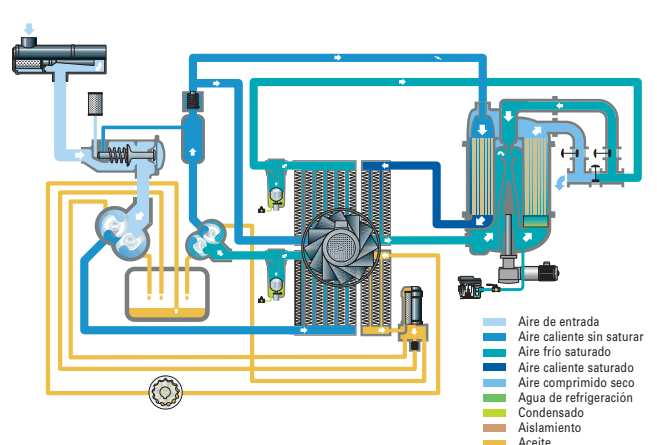 Aire de entrada
Aire caliente sin saturar
Aire frío saturado
Aire caliente saturado
Aire comprimido seco
Agua de refrigeración
Condensado
Aislamiento
Aceite